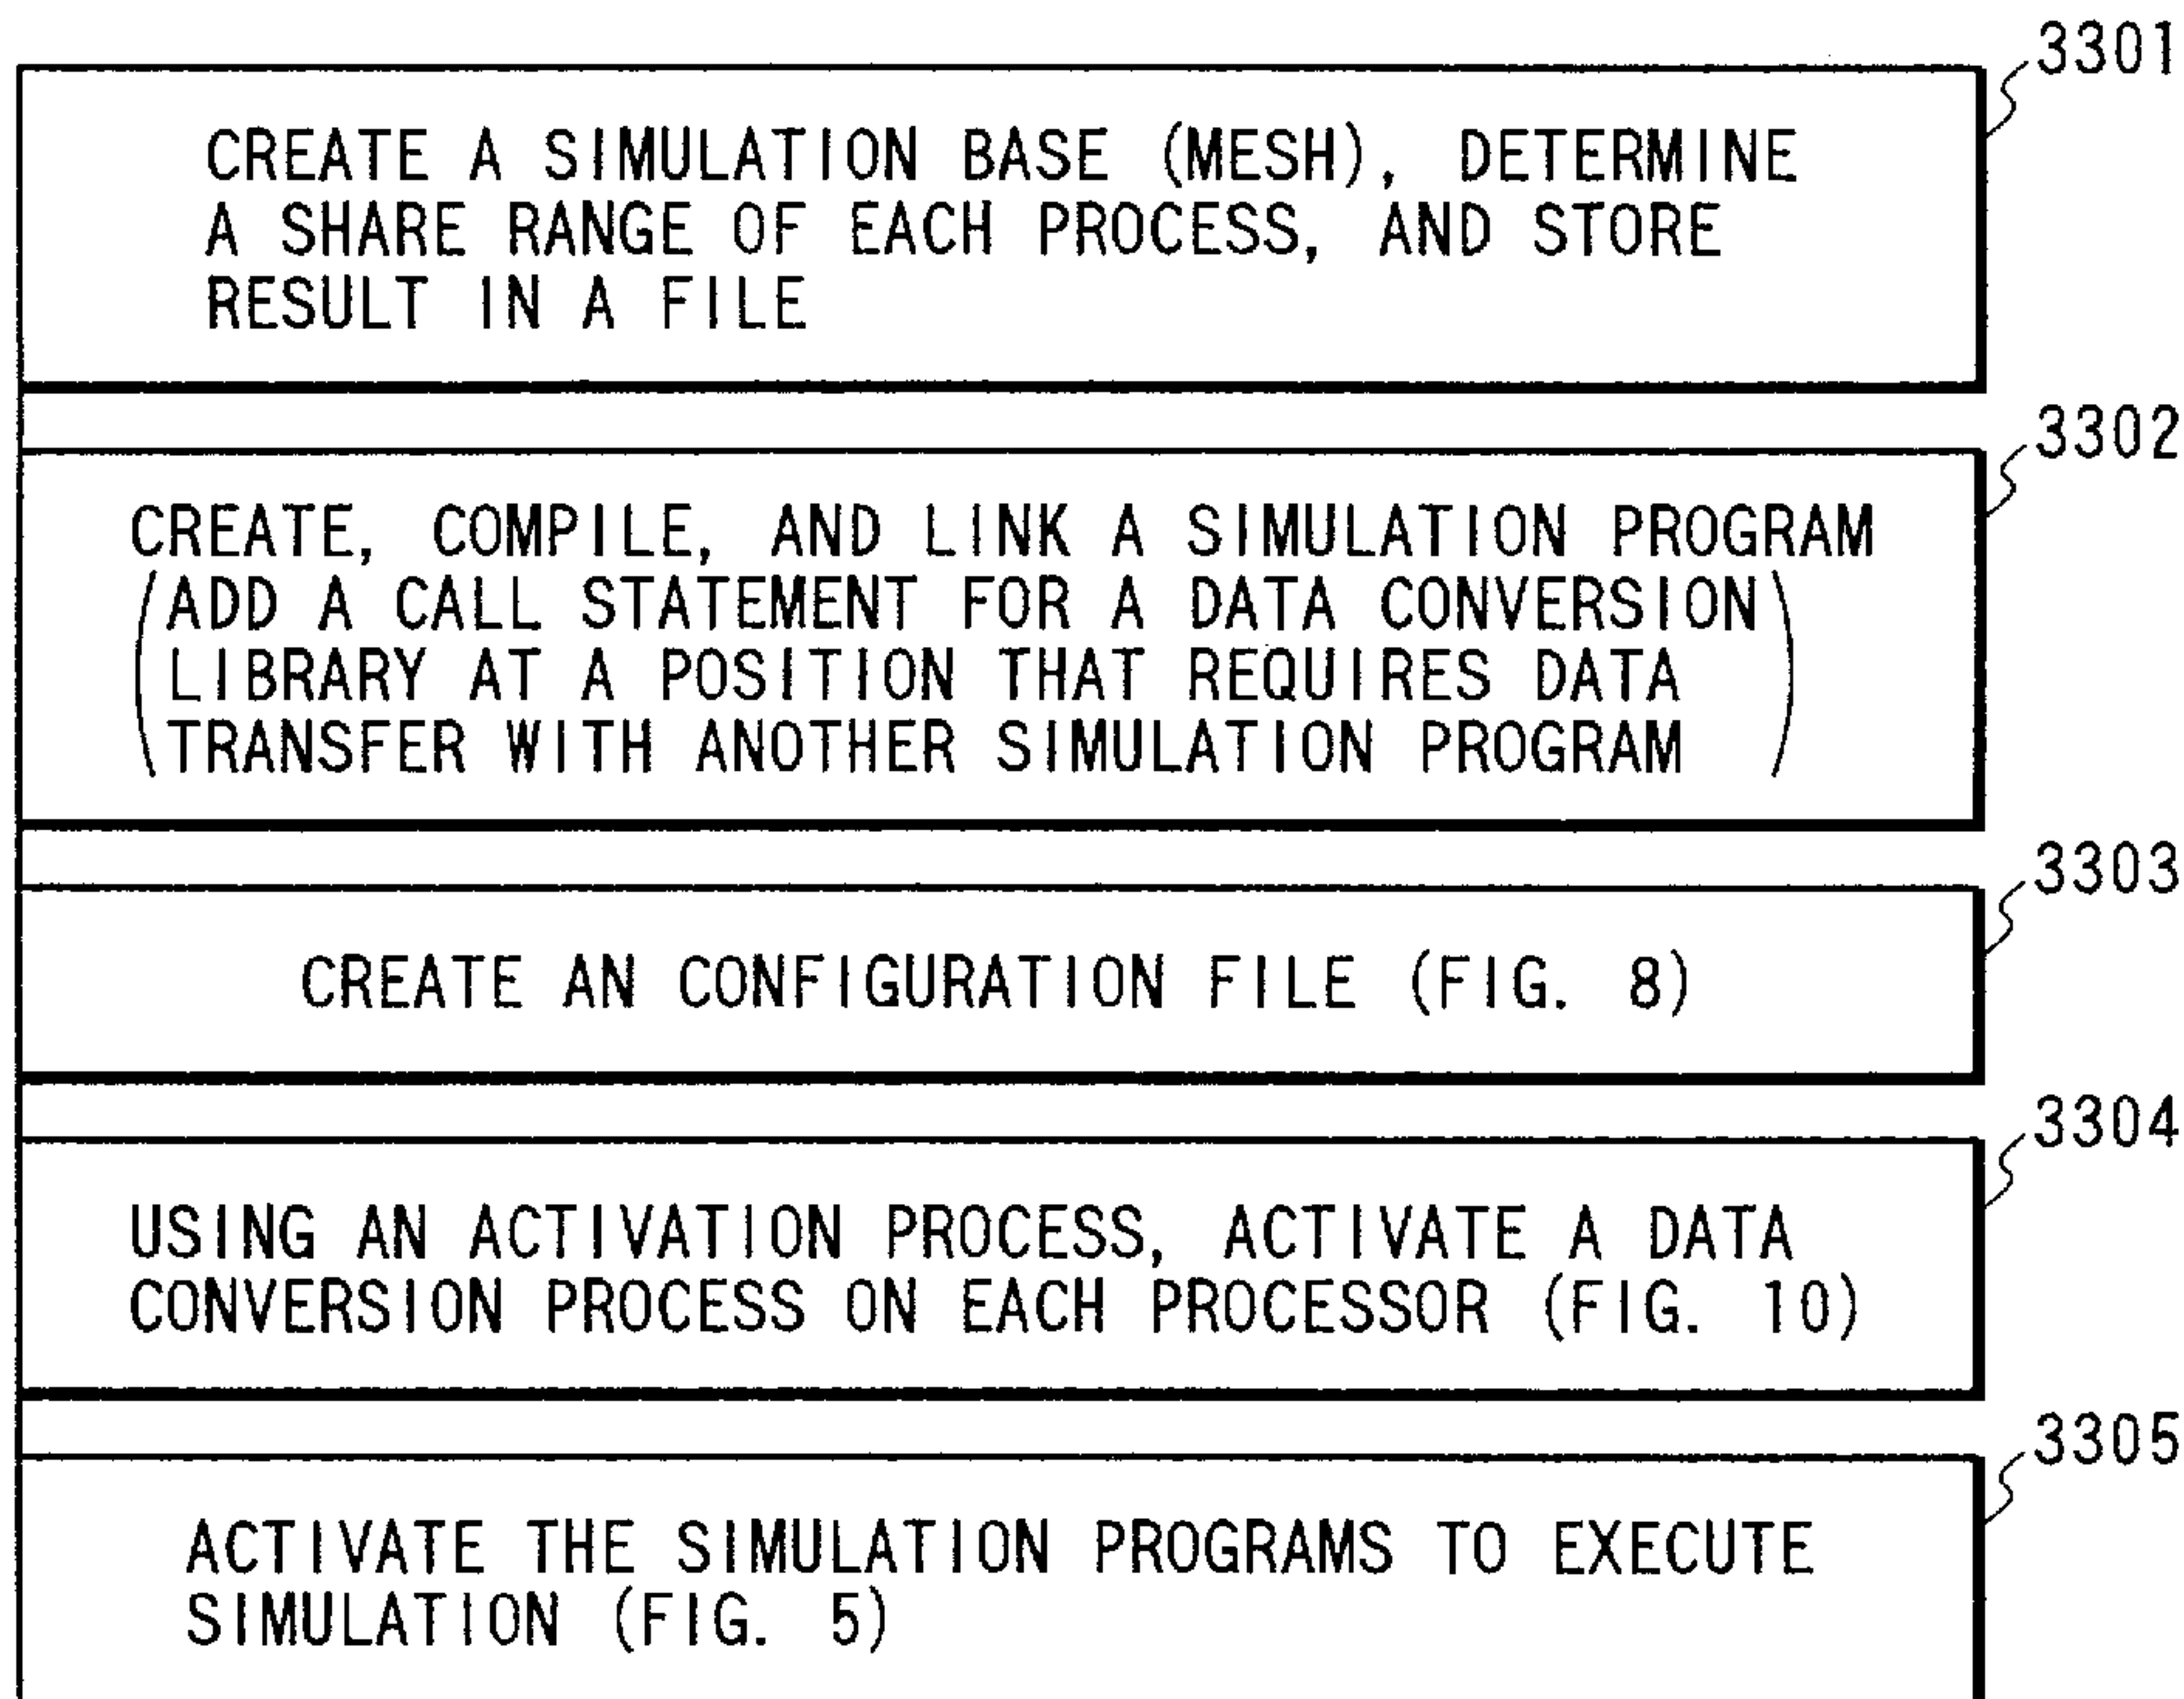 3301
CREATE A SIMULATION BASE (MESH), DETERMINE
A SHARE RANGE OF EACH PROCESS, AND STORE
RESULT IN A FILE
3302
CREATE, COMPILE, AND LINK A SIMULATION PROGRAM
(ADD A CALL STATEMENT FOR A DATA CONVERSION
LIBRARY AT A POSITION THAT REQUIRES DATA
TRANSFER WITH ANOTHER SIMULATION PROGRAM)
3303
CREATE AN CONFIGURATION FILE (FIG. 8)
3304
USING AN ACTIVATION PROCESS, ACTIVATE A DATA
CONVERSION PROCESS ON EACH PROCESSOR (FIG. 10)
3305
ACTIVATE THE SIMULATION PROGRAMS TO EXECUTE
SIMULATION (FIG. 5)